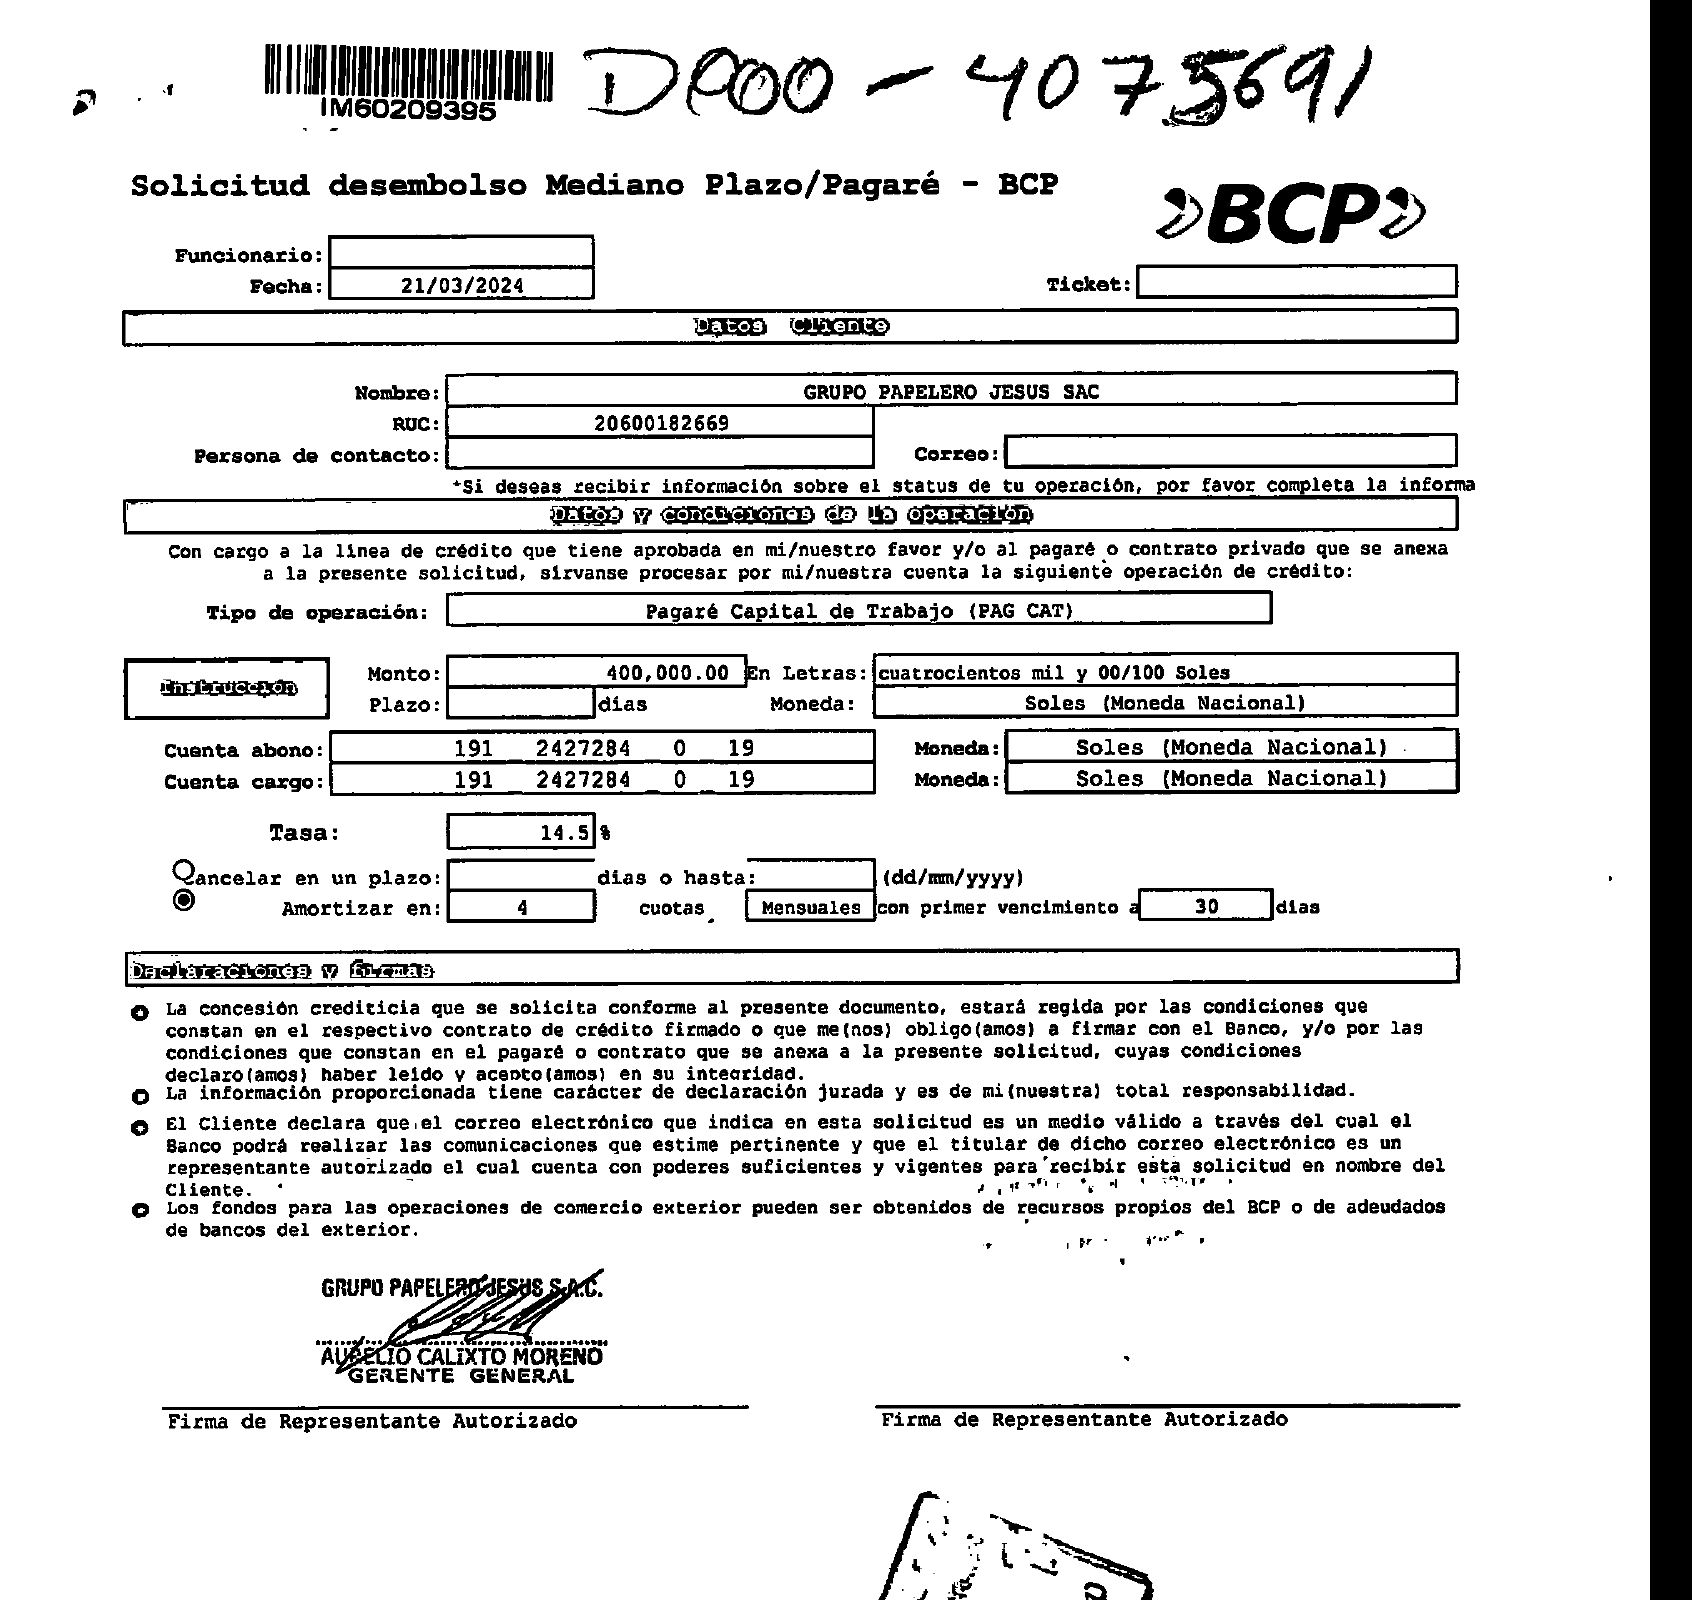 IM60209395
DP00-4075691
Solicitud desembolso Mediano Plazo/Pagaré - BCP
BCP
Funcionario:
Fecha: 21/03/2024
Ticket:
Datos Cliente
Nombre: GRUPO PAPELERO JESUS SAC
RUC: 20600182669
Persona de contacto: Correo:
*Si deseas recibir información sobre el status de tu operación, por favor completa la informa
Datos y condiciones de la operación
Con cargo a la línea de crédito que tiene aprobada en mi/nuestro favor y/o al pagaré o contrato privado que se anexa
a la presente solicitud, sírvanse procesar por mi/nuestra cuenta la siguiente operación de crédito:
Tipo de operación: Pagaré Capital de Trabajo (PAG CAT)
Instrucción
Monto: 400,000.00 En Letras: cuatrocientos mil y 00/100 Soles
Plazo: días Moneda: Soles (Moneda Nacional)
Cuenta abono: 191 2427284 0 19 Moneda: Soles (Moneda Nacional)
Cuenta cargo: 191 2427284 0 19 Moneda: Soles (Moneda Nacional)
Tasa: 14.5 %
Cancelar en un plazo: días o hasta: (dd/mm/yyyy)
Amortizar en: 4 cuotas Mensuales con primer vencimiento a 30 días
Declaraciones y firmas
La concesión crediticia que se solicita conforme al presente documento, estará regida por las condiciones que
constan en el respectivo contrato de crédito firmado o que me(nos) obligo(amos) a firmar con el Banco, y/o por las
condiciones que constan en el pagaré o contrato que se anexa a la presente solicitud, cuyas condiciones
declaro(amos) haber leído y acepto(amos) en su integridad.
La información proporcionada tiene carácter de declaración jurada y es de mi(nuestra) total responsabilidad.
El Cliente declara que el correo electrónico que indica en esta solicitud es un medio válido a través del cual el
Banco podrá realizar las comunicaciones que estime pertinente y que el titular de dicho correo electrónico es un
representante autorizado el cual cuenta con poderes suficientes y vigentes para recibir esta solicitud en nombre del
Cliente.
Los fondos para las operaciones de comercio exterior pueden ser obtenidos de recursos propios del BCP o de adeudados
de bancos del exterior.
GRUPO PAPELERO JESUS S.A.C.
AURELIO CALIXTO MORENO
GERENTE GENERAL
Firma de Representante Autorizado
Firma de Representante Autorizado